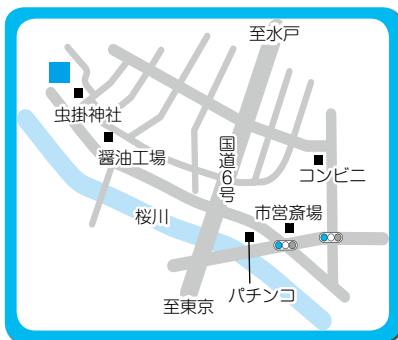 至水戸
虫掛神社
醤油工場
国道6号
コンビニ
桜川
市営斎場
至東京
パチンコ